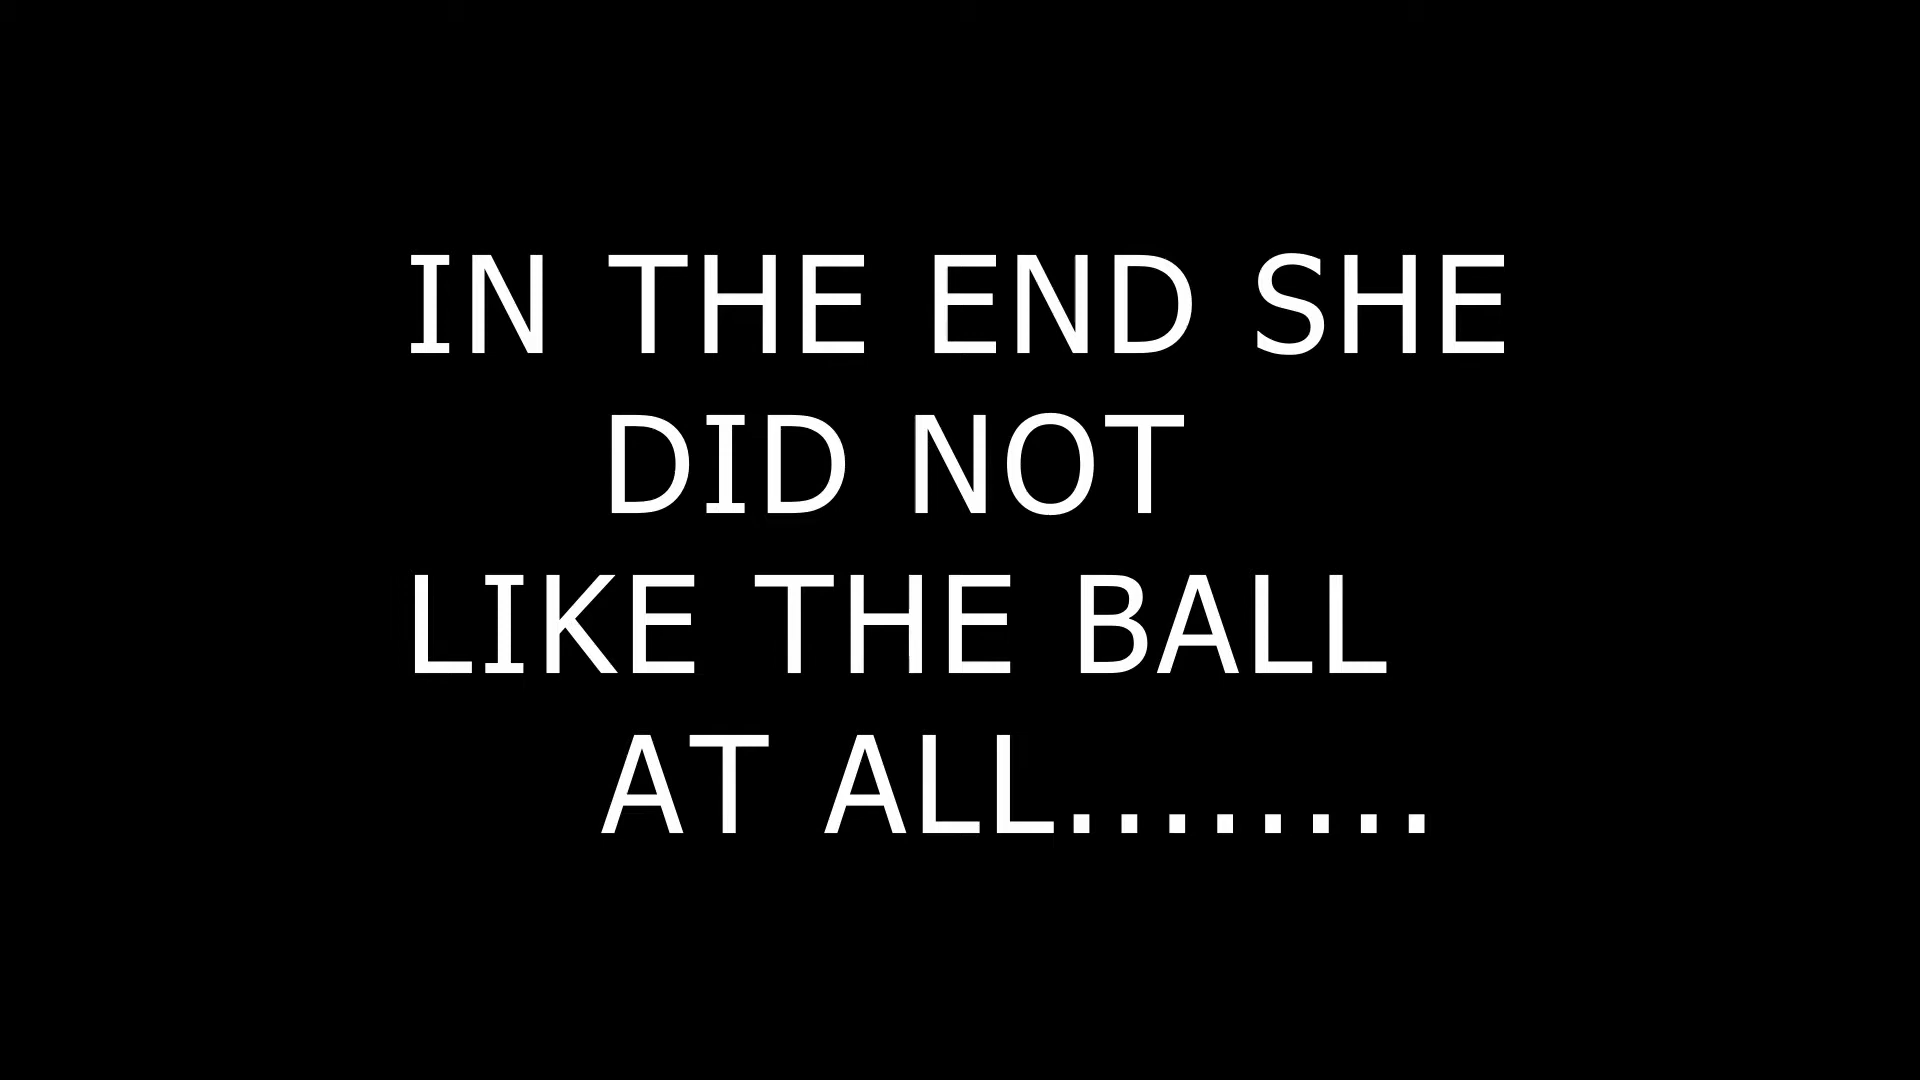 IN THE END SHE
DID NOT
LIKE THE BALL
AT ALL........